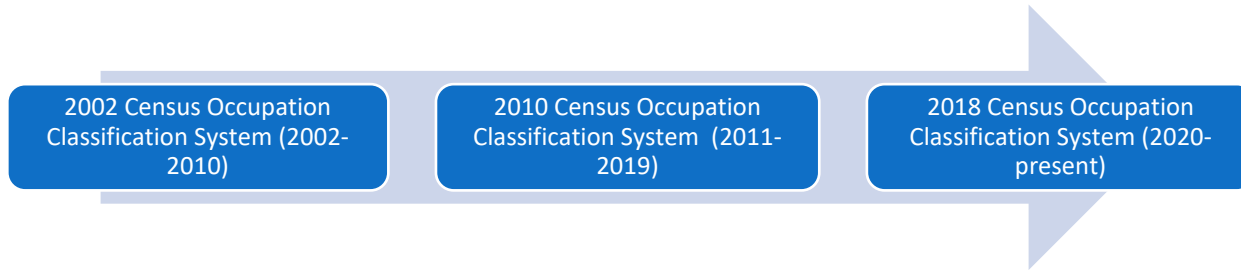 2002 Census Occupation
Classification System (2002-
2010)
2010 Census Occupation
Classification System  (2011-
2019)
2018 Census Occupation
Classification System (2020-
present)